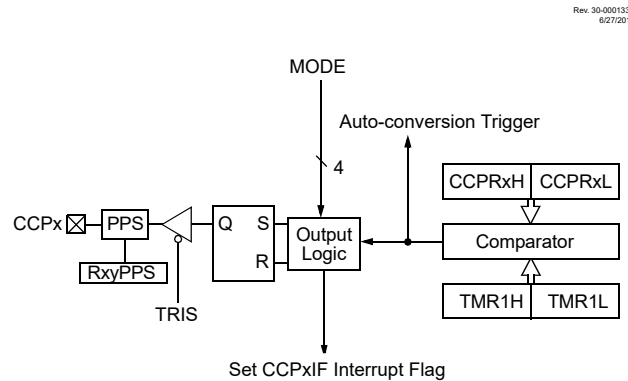 Rev. 30-000133
6/27/201
MODE
Auto-conversion Trigger
4
CCPRxH CCPRxL
CCPx PPS Q S Output Logic Comparator
R
RxyPPS
TMR1H TMR1L
TRIS
Set CCPxIF Interrupt Flag